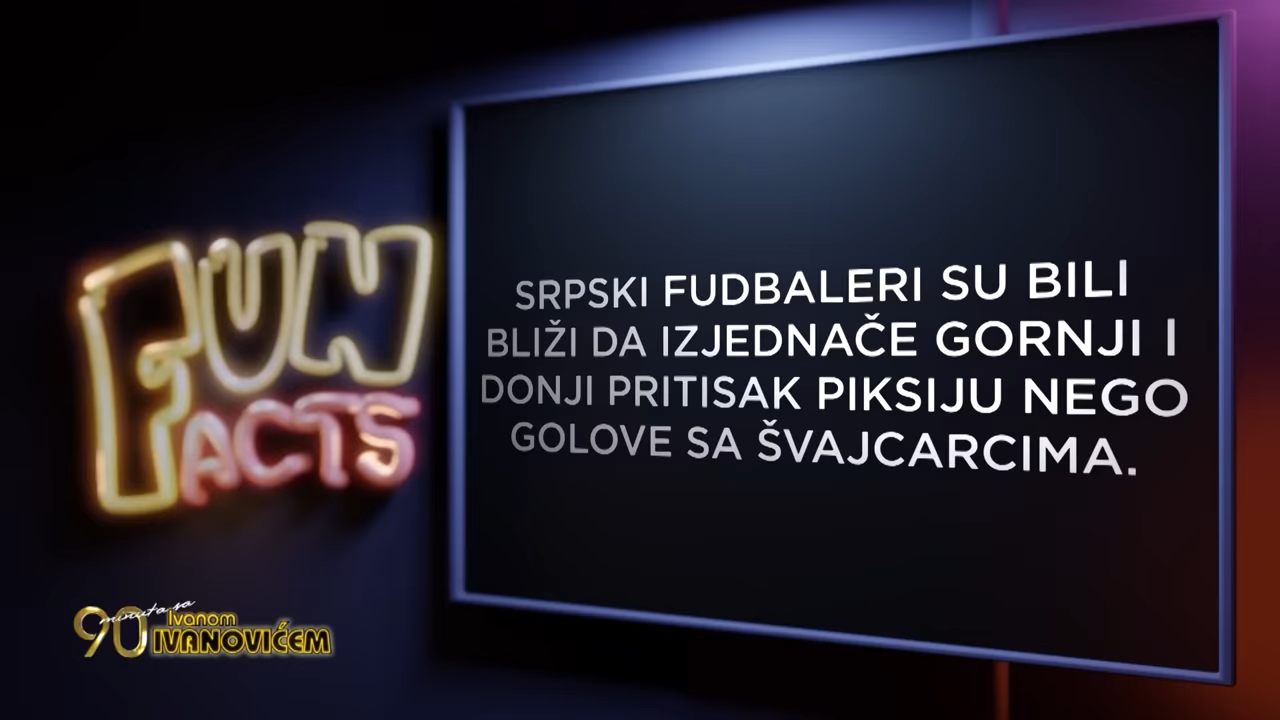 FUN
FACTS
SRPSKI FUDBALERI SU BILI
BLIŽI DA IZJEDNAČE GORNJI I
DONJI PRITISAK PIKSIJU NEGO
GOLOVE SA ŠVAJCARCIMA.
90 minuta sa
Ivanom
IVANOVIĆEM